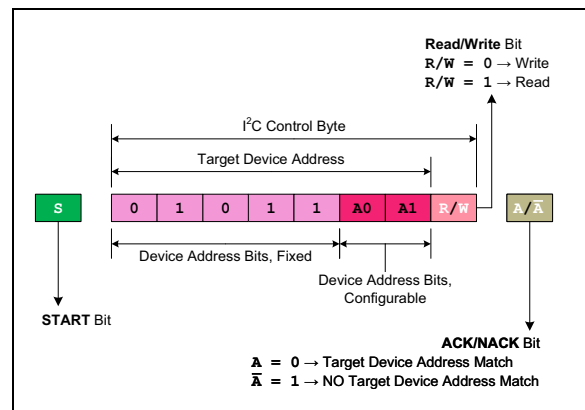 Read/Write Bit
R/W = 0 → Write
R/W = 1 → Read
I²C Control Byte
Target Device Address
S 0 1 0 1 1 A0 A1 R/W A/A̅
Device Address Bits, Fixed
Device Address Bits,
Configurable
START Bit
ACK/NACK Bit
A = 0 → Target Device Address Match
A̅ = 1 → NO Target Device Address Match